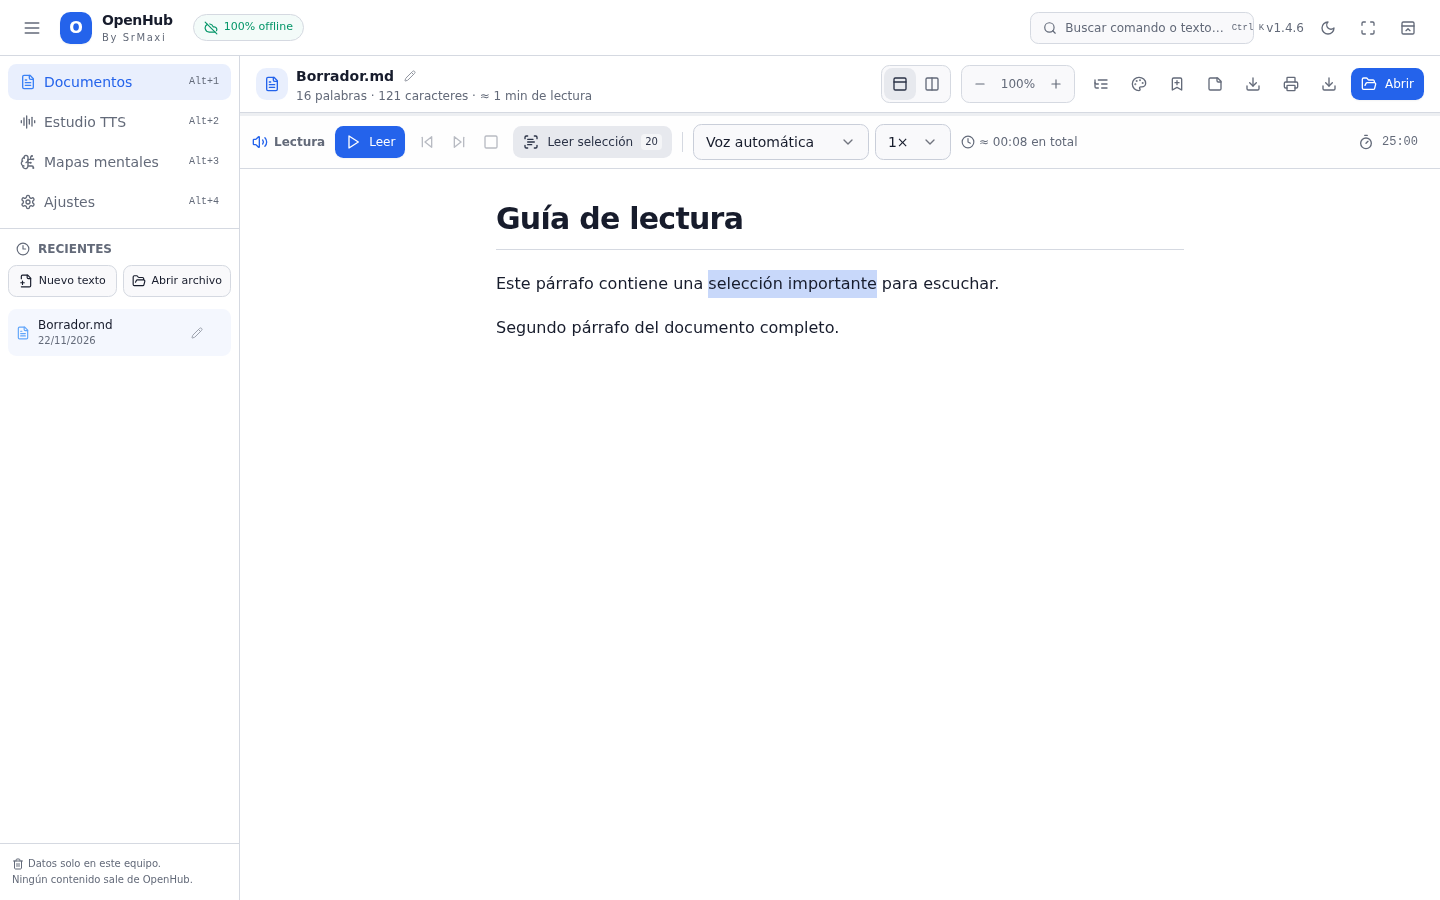 O
OpenHub
By SrMaxi
100% offline
Buscar comando o texto...
Ctrl K
v1.4.6
Documentos Alt+1
Estudio TTS Alt+2
Mapas mentales Alt+3
Ajustes Alt+4
RECIENTES
Nuevo texto
Abrir archivo
Borrador.md
22/11/2026
Datos solo en este equipo.
Ningún contenido sale de OpenHub.
Borrador.md
16 palabras · 121 caracteres · ≈ 1 min de lectura
100%
Abrir
Lectura
Leer
Leer selección 20
Voz automática
1×
≈ 00:08 en total
25:00
Guía de lectura
Este párrafo contiene una selección importante para escuchar.
Segundo párrafo del documento completo.